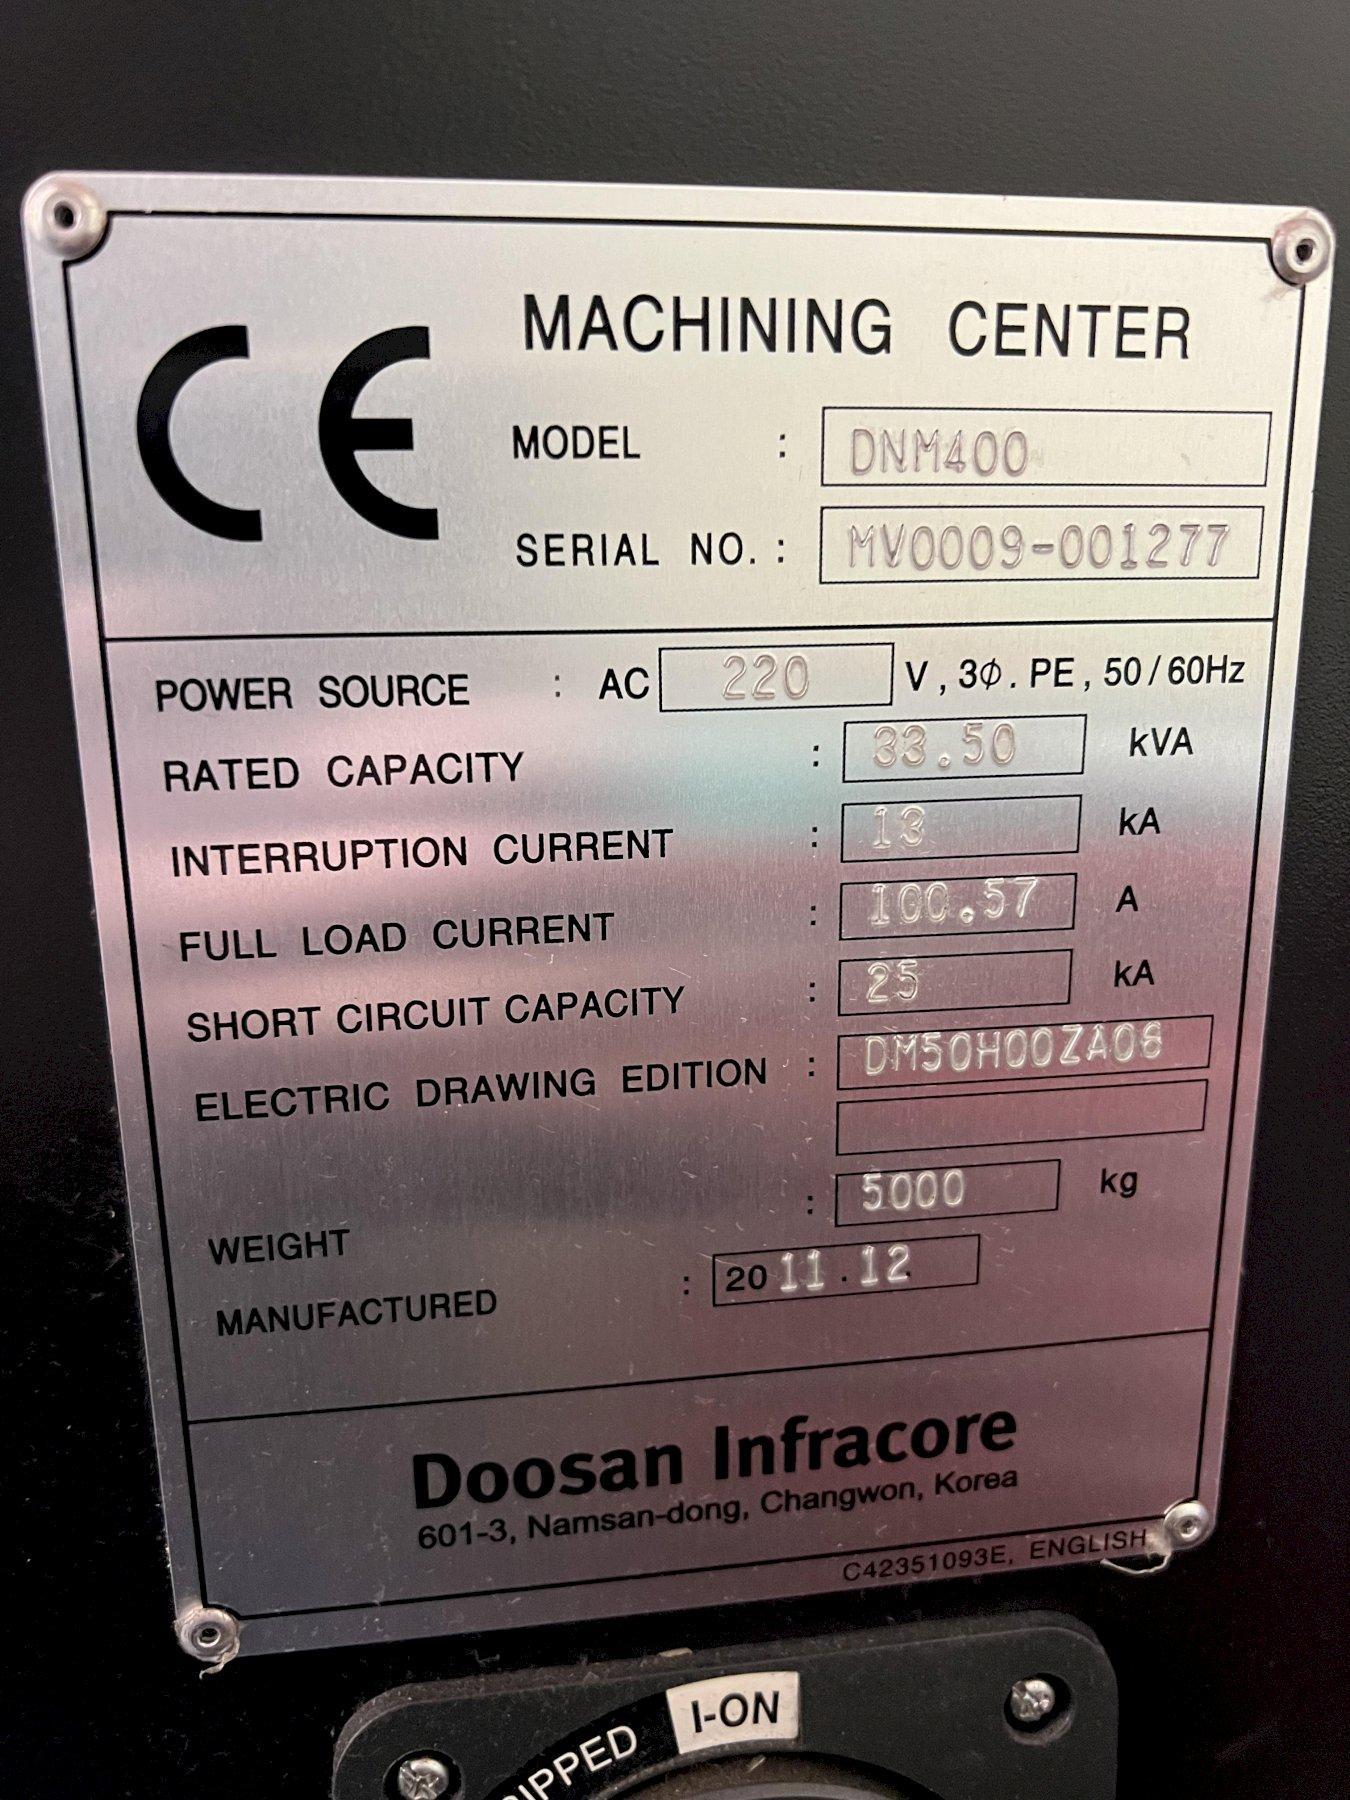 CE
MACHINING CENTER
MODEL : DNM400
SERIAL NO. : MV0009-001277
POWER SOURCE : AC 220 V, 3Φ. PE, 50/60Hz
RATED CAPACITY : 33.50 kVA
INTERRUPTION CURRENT : 13 kA
FULL LOAD CURRENT : 100.57 A
SHORT CIRCUIT CAPACITY : 25 kA
ELECTRIC DRAWING EDITION : DM50H00ZA06
WEIGHT : 5000 kg
MANUFACTURED : 2011.12
Doosan Infracore
601-3, Namsan-dong, Changwon, Korea
C42351093E, ENGLISH
I-ON